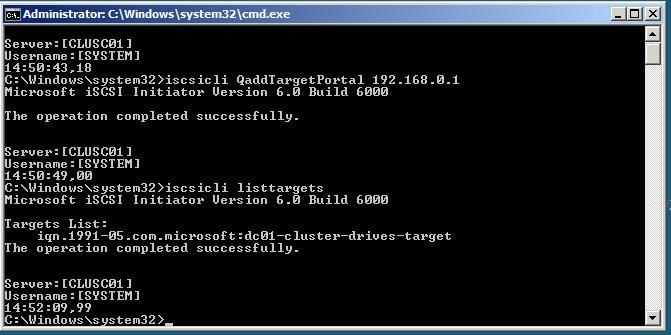 Administrator: C:\Windows\system32\cmd.exe
Server:[CLUSC01]
Username:[SYSTEM]
14:50:43,18
C:\Windows\system32>iscsicli QaddTargetPortal 192.168.0.1
Microsoft iSCSI Initiator Version 6.0 Build 6000
The operation completed successfully.
Server:[CLUSC01]
Username:[SYSTEM]
14:50:49,00
C:\Windows\system32>iscsicli listtargets
Microsoft iSCSI Initiator Version 6.0 Build 6000
Targets List:
iqn.1991-05.com.microsoft:dc01-cluster-drives-target
The operation completed successfully.
Server:[CLUSC01]
Username:[SYSTEM]
14:52:09,99
C:\Windows\system32>_